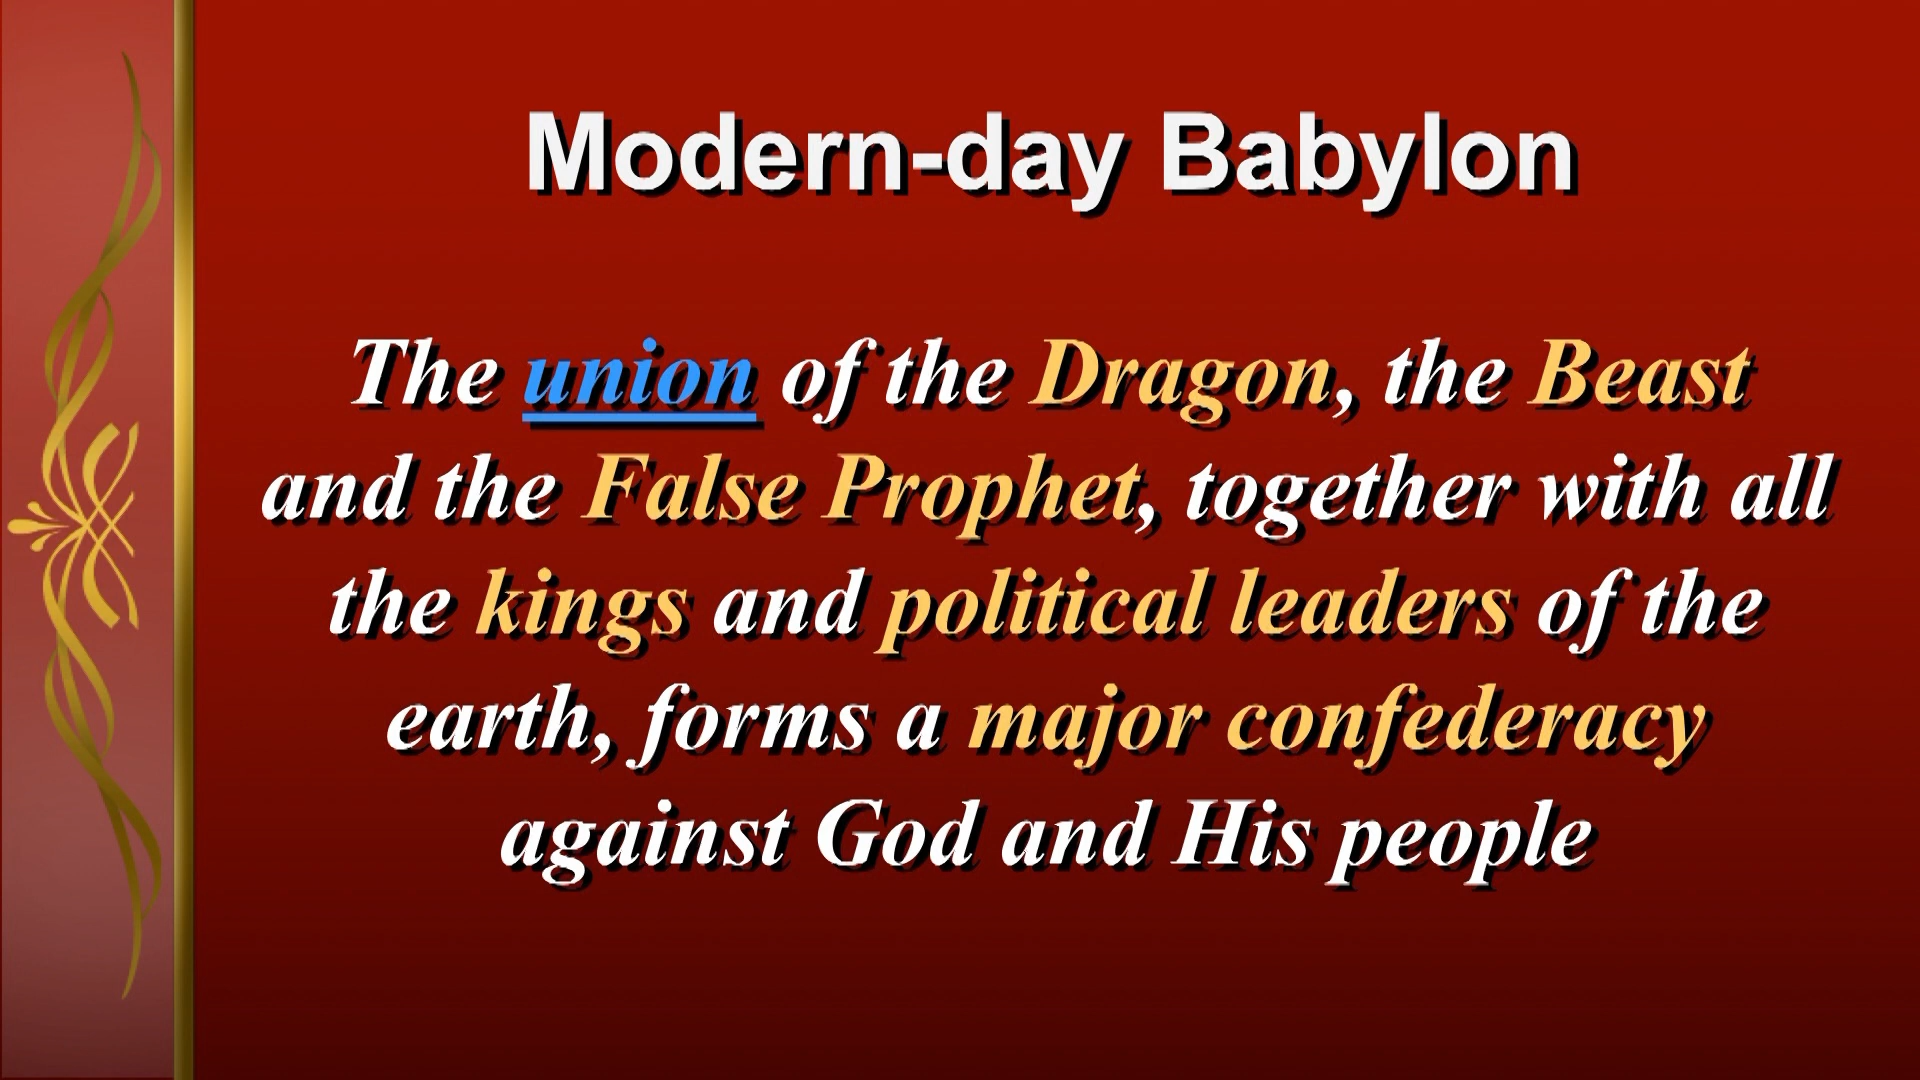 Modern-day Babylon
The union of the Dragon, the Beast
and the False Prophet, together with all
the kings and political leaders of the
earth, forms a major confederacy
against God and His people